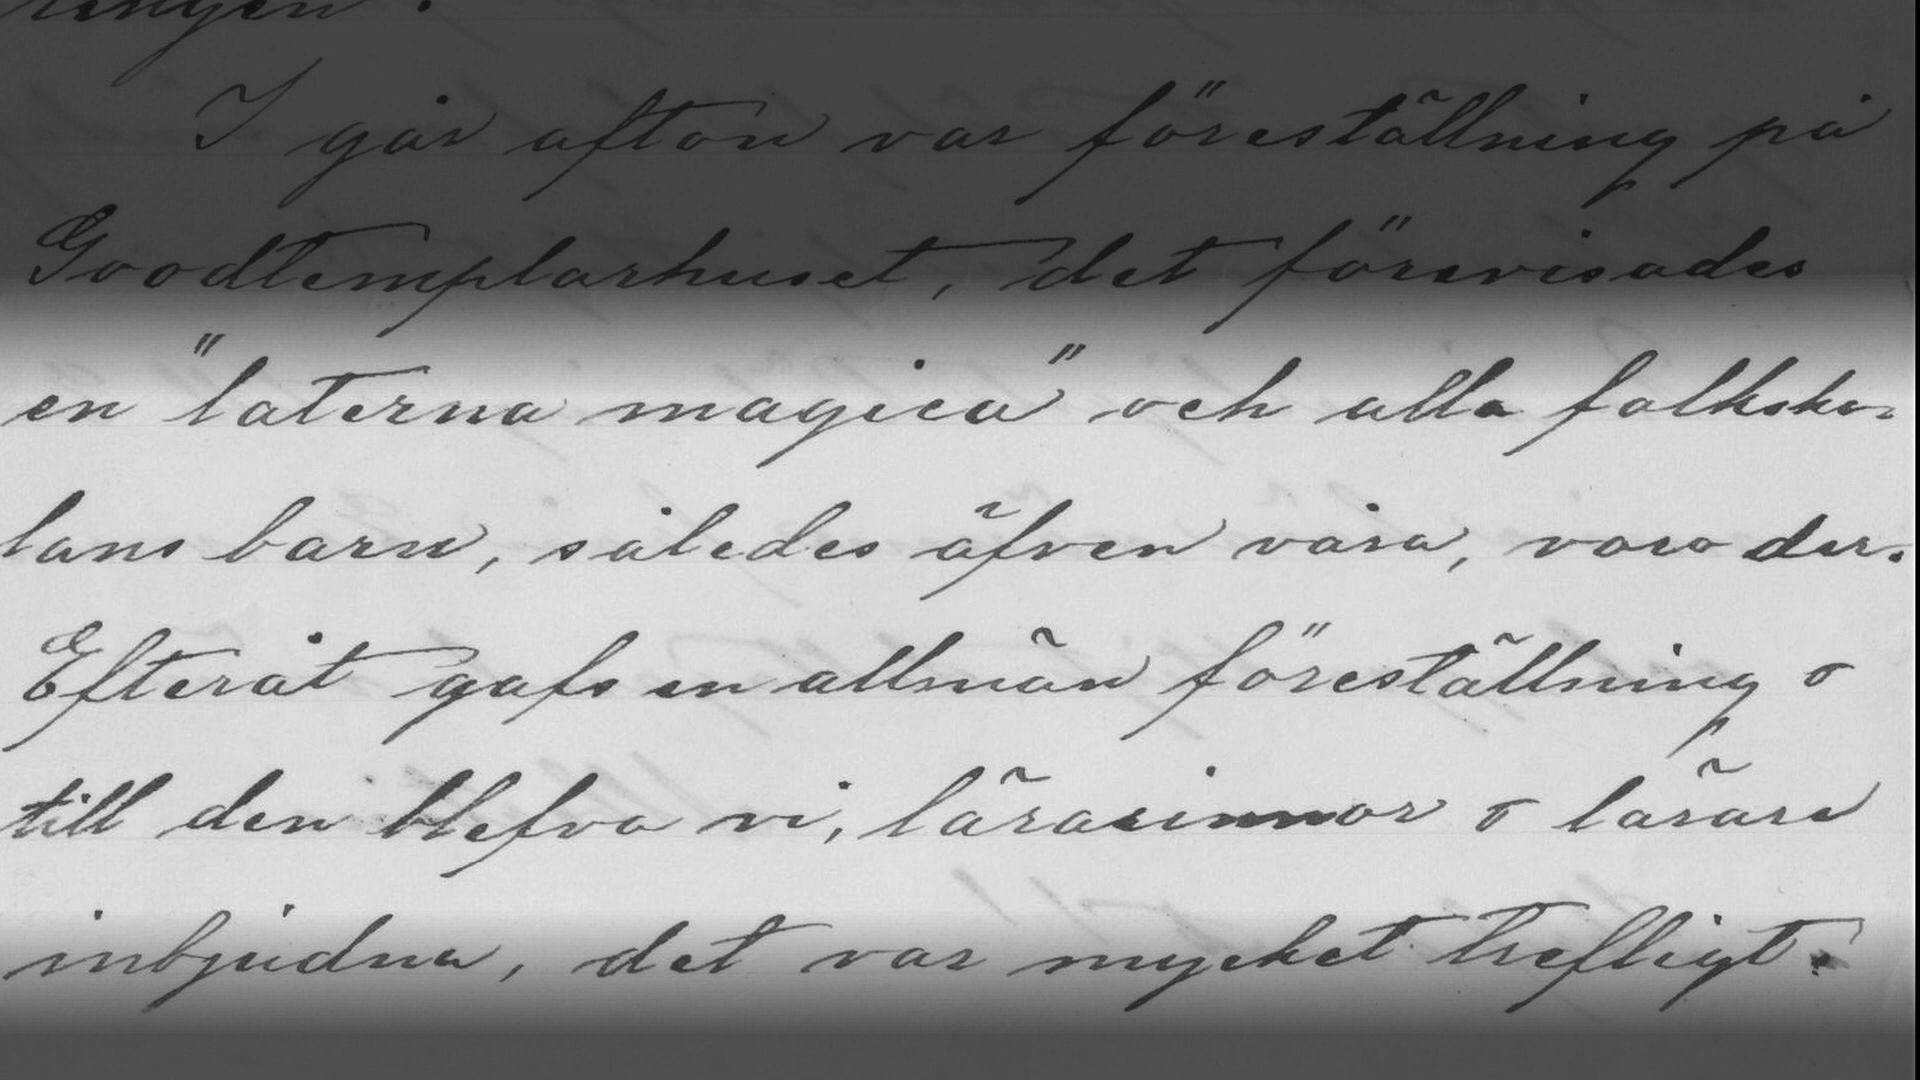 I går afton var föreställning på
Goodtemplarhuset, det förevisades
en "laterna magica" och alla folksko-
lans barn, således äfven våra, voro der.
Efteråt gafs en allmän föreställning o
till den blefvo vi, lärarinnor o lärare
inbjudna, det var mycket trefligt.